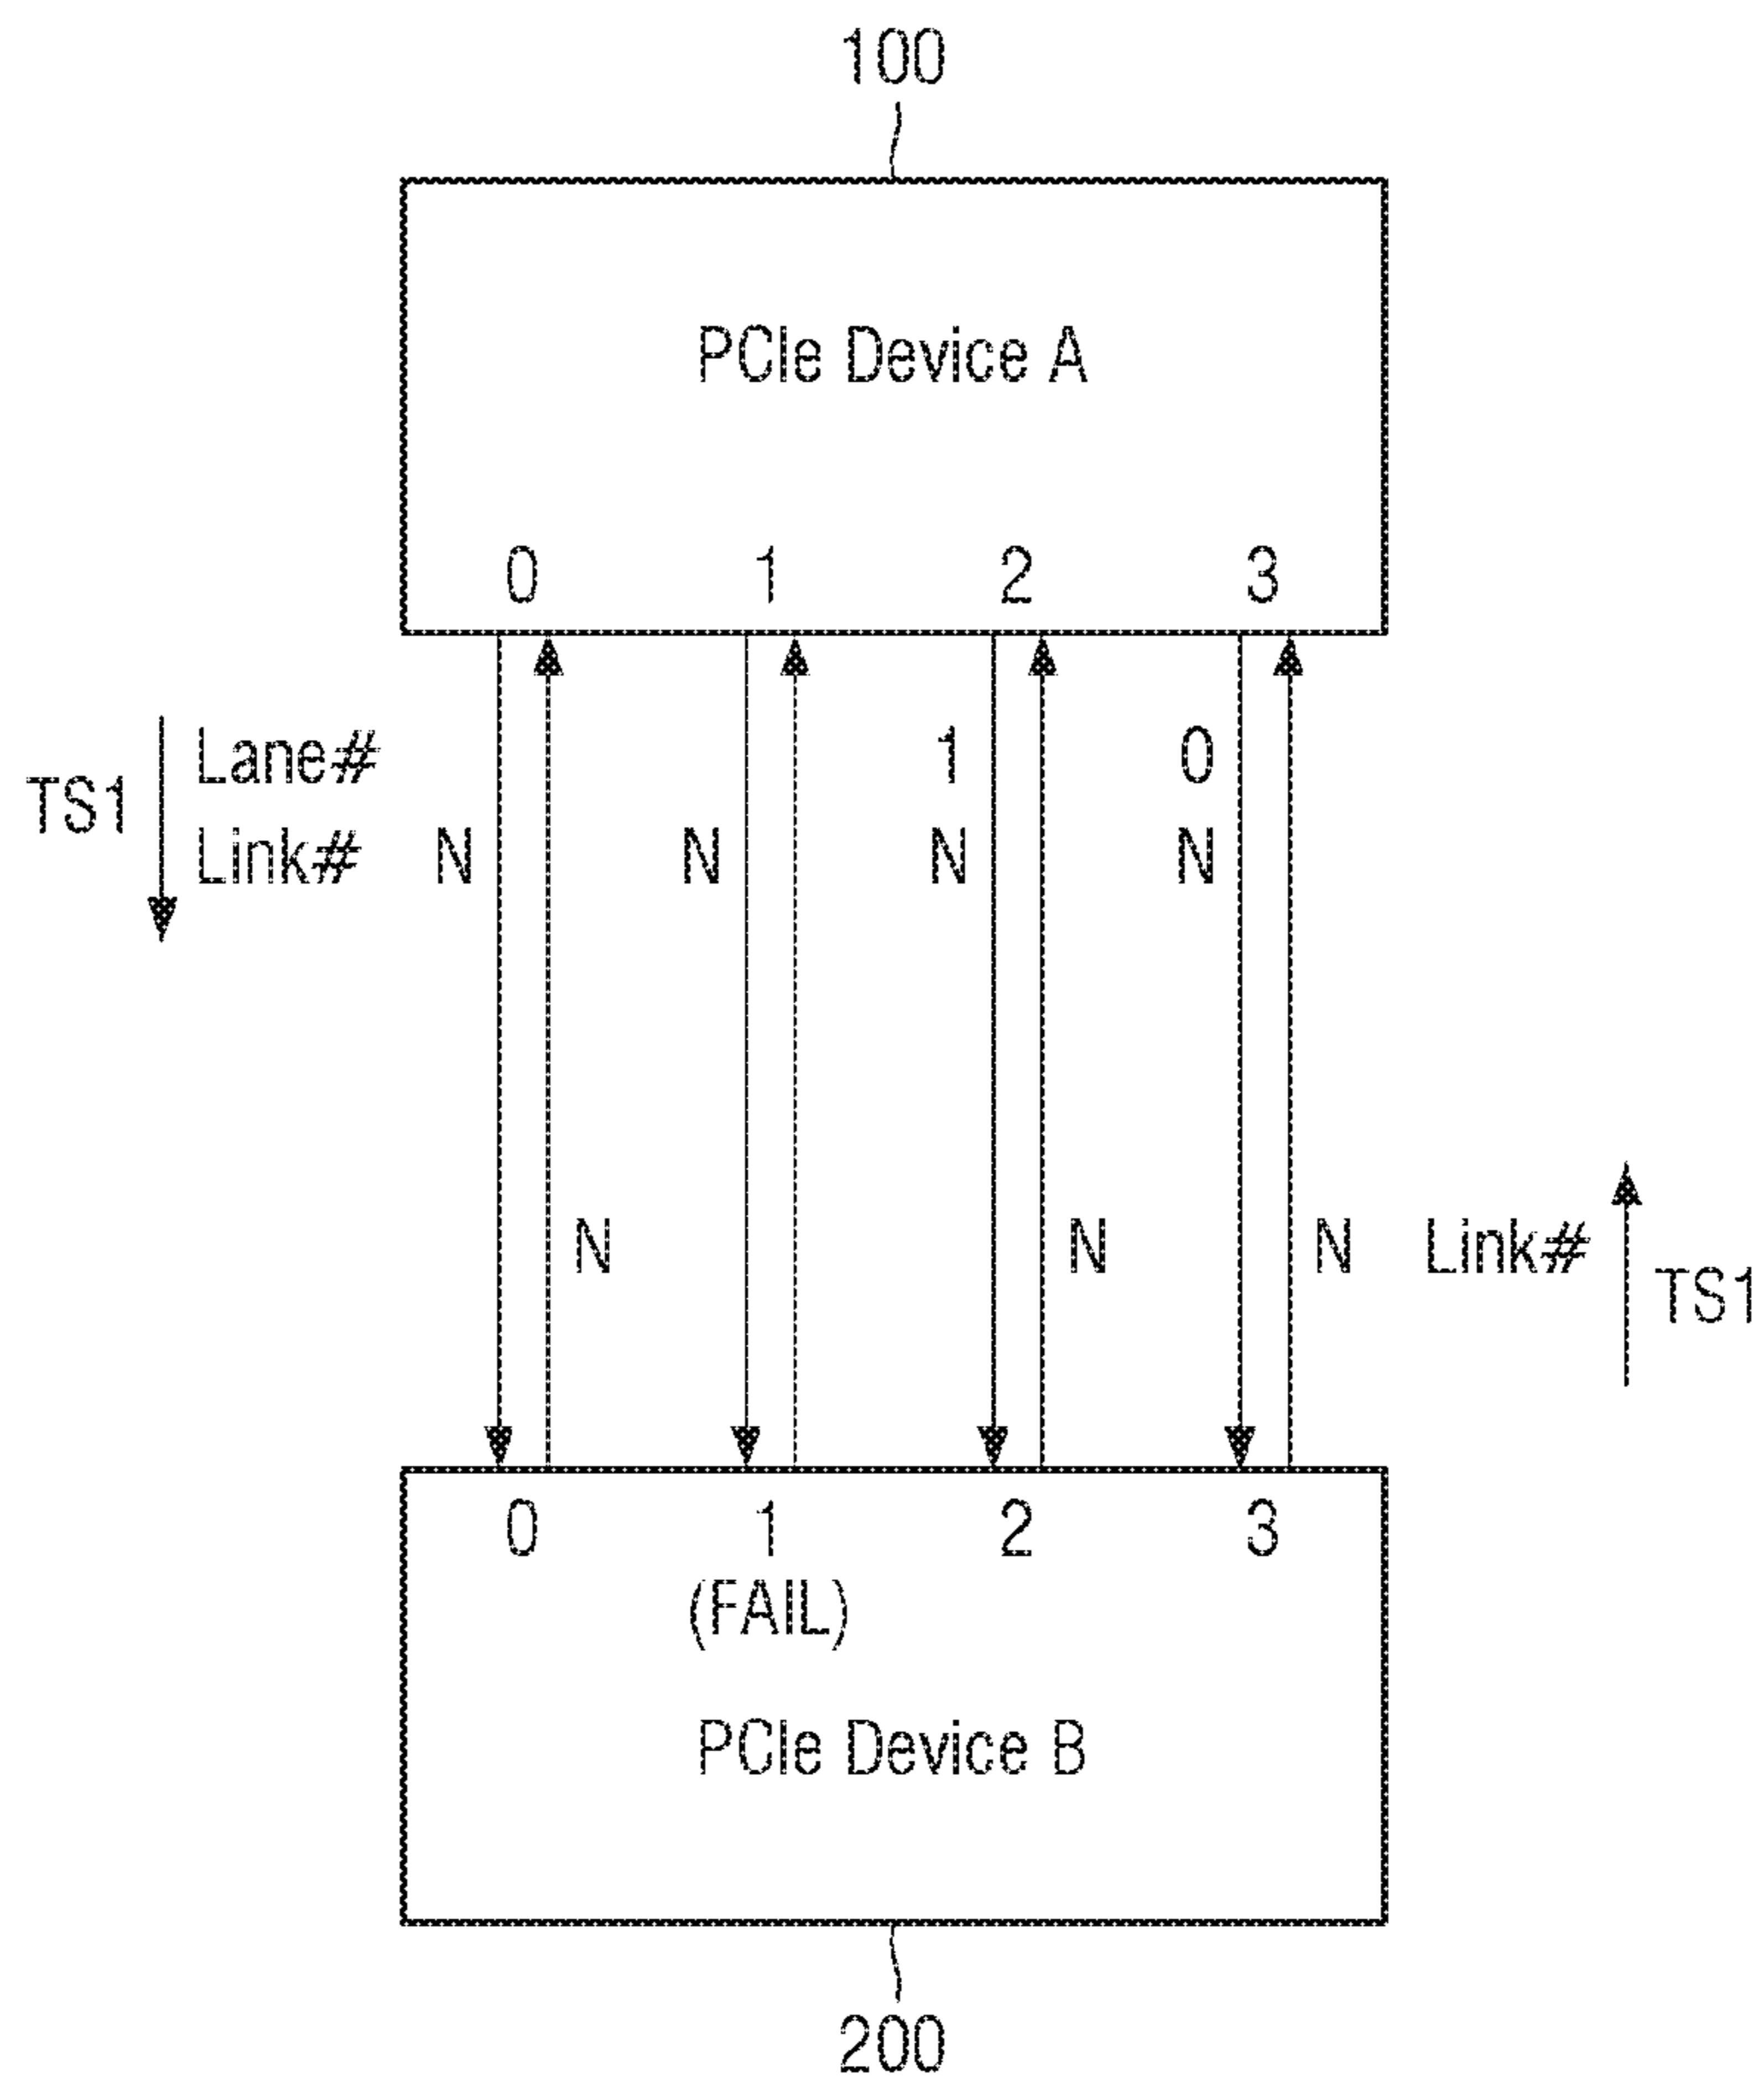 100
PCIe Device A
0 1 2 3
Lane# 1 0
TS1
Link# N N N N
N N N Link#
TS1
0 1 2 3
(FAIL)
PCIe Device B
200